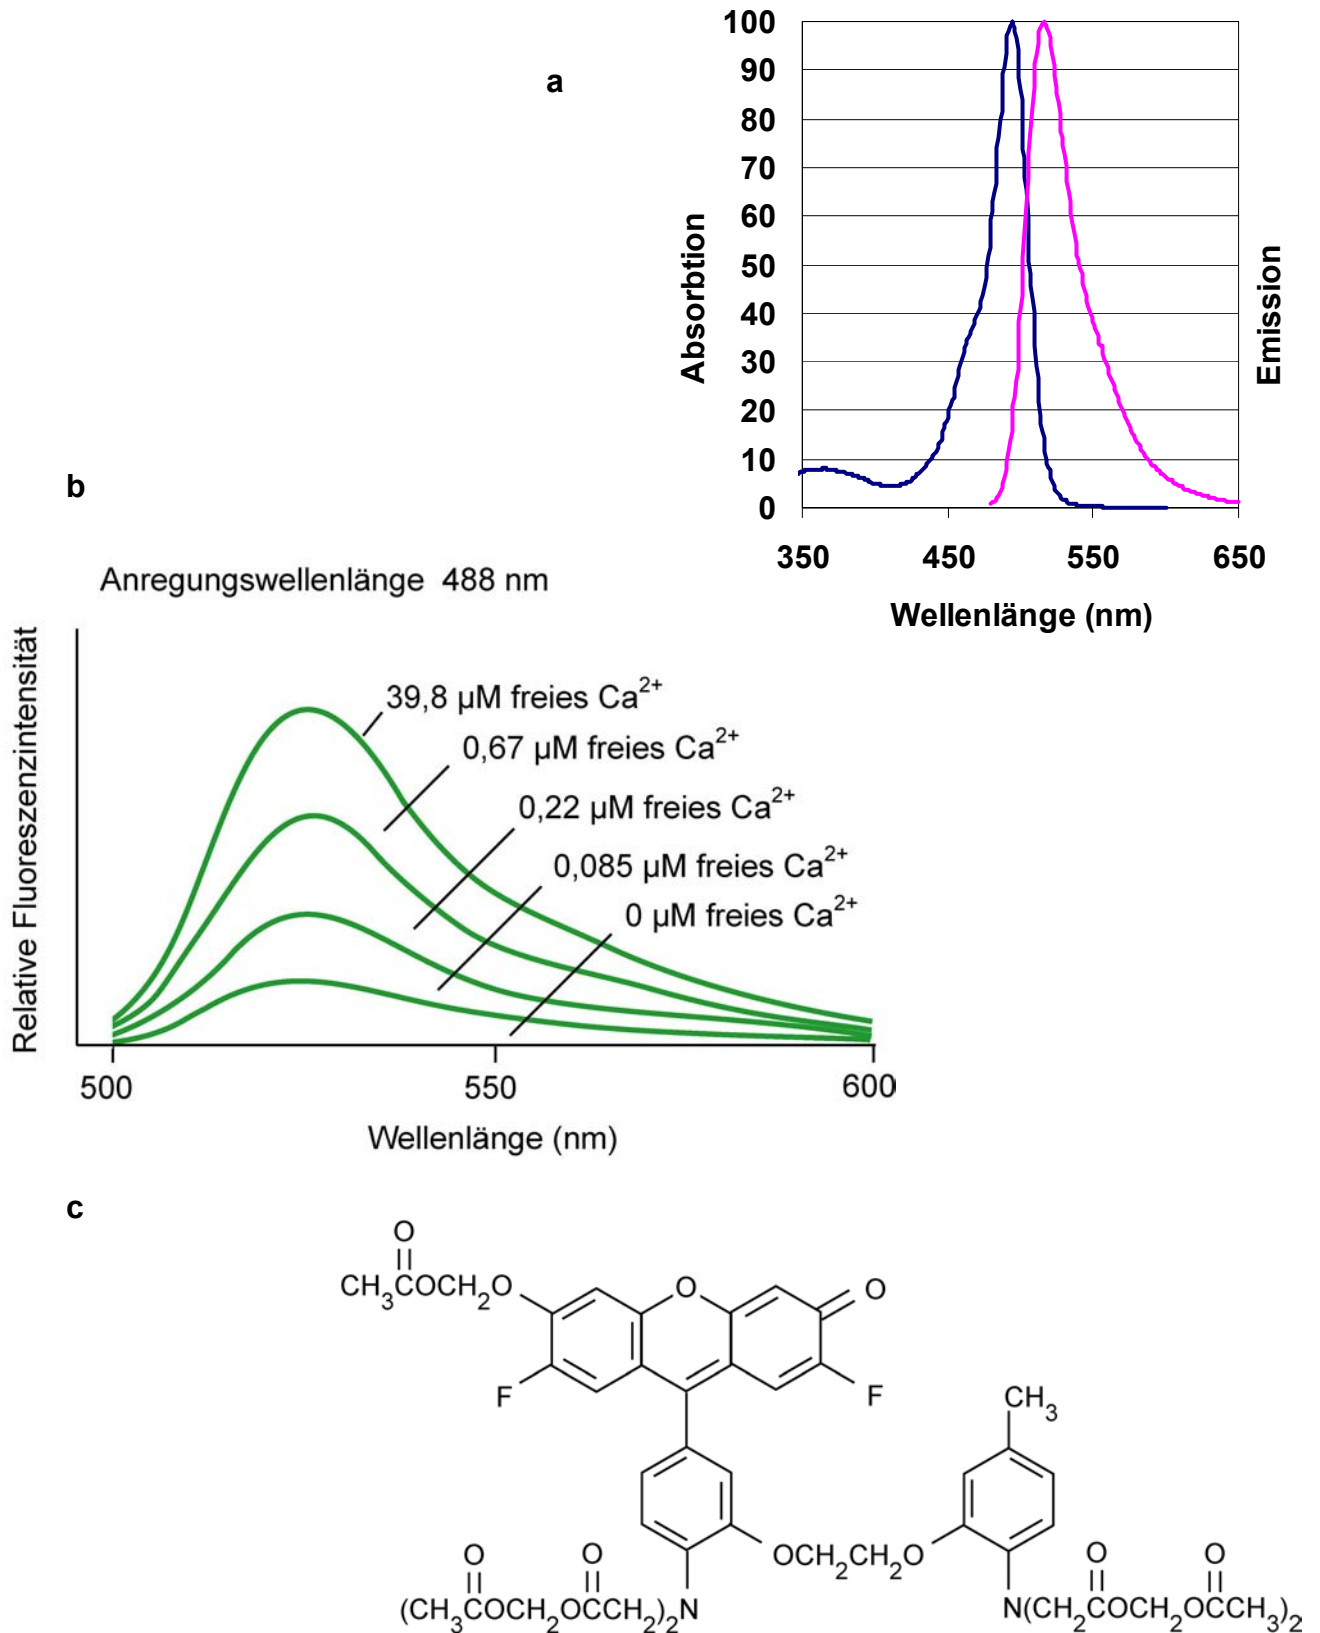 a
100
90
80
70
60
50
40
30
20
10
0
Absorbtion
Emission
350 450 550 650
Wellenlänge (nm)
b
Anregungswellenlänge 488 nm
Relative Fluoreszenzintensität
39,8 µM freies Ca²⁺
0,67 µM freies Ca²⁺
0,22 µM freies Ca²⁺
0,085 µM freies Ca²⁺
0 µM freies Ca²⁺
500 550 600
Wellenlänge (nm)
c
O
CH₃COCH₂O O O
F F
CH₃
OCH₂CH₂O
O O O O
(CH₃COCH₂OCCH₂)₂N N(CH₂COCH₂OCCH₃)₂